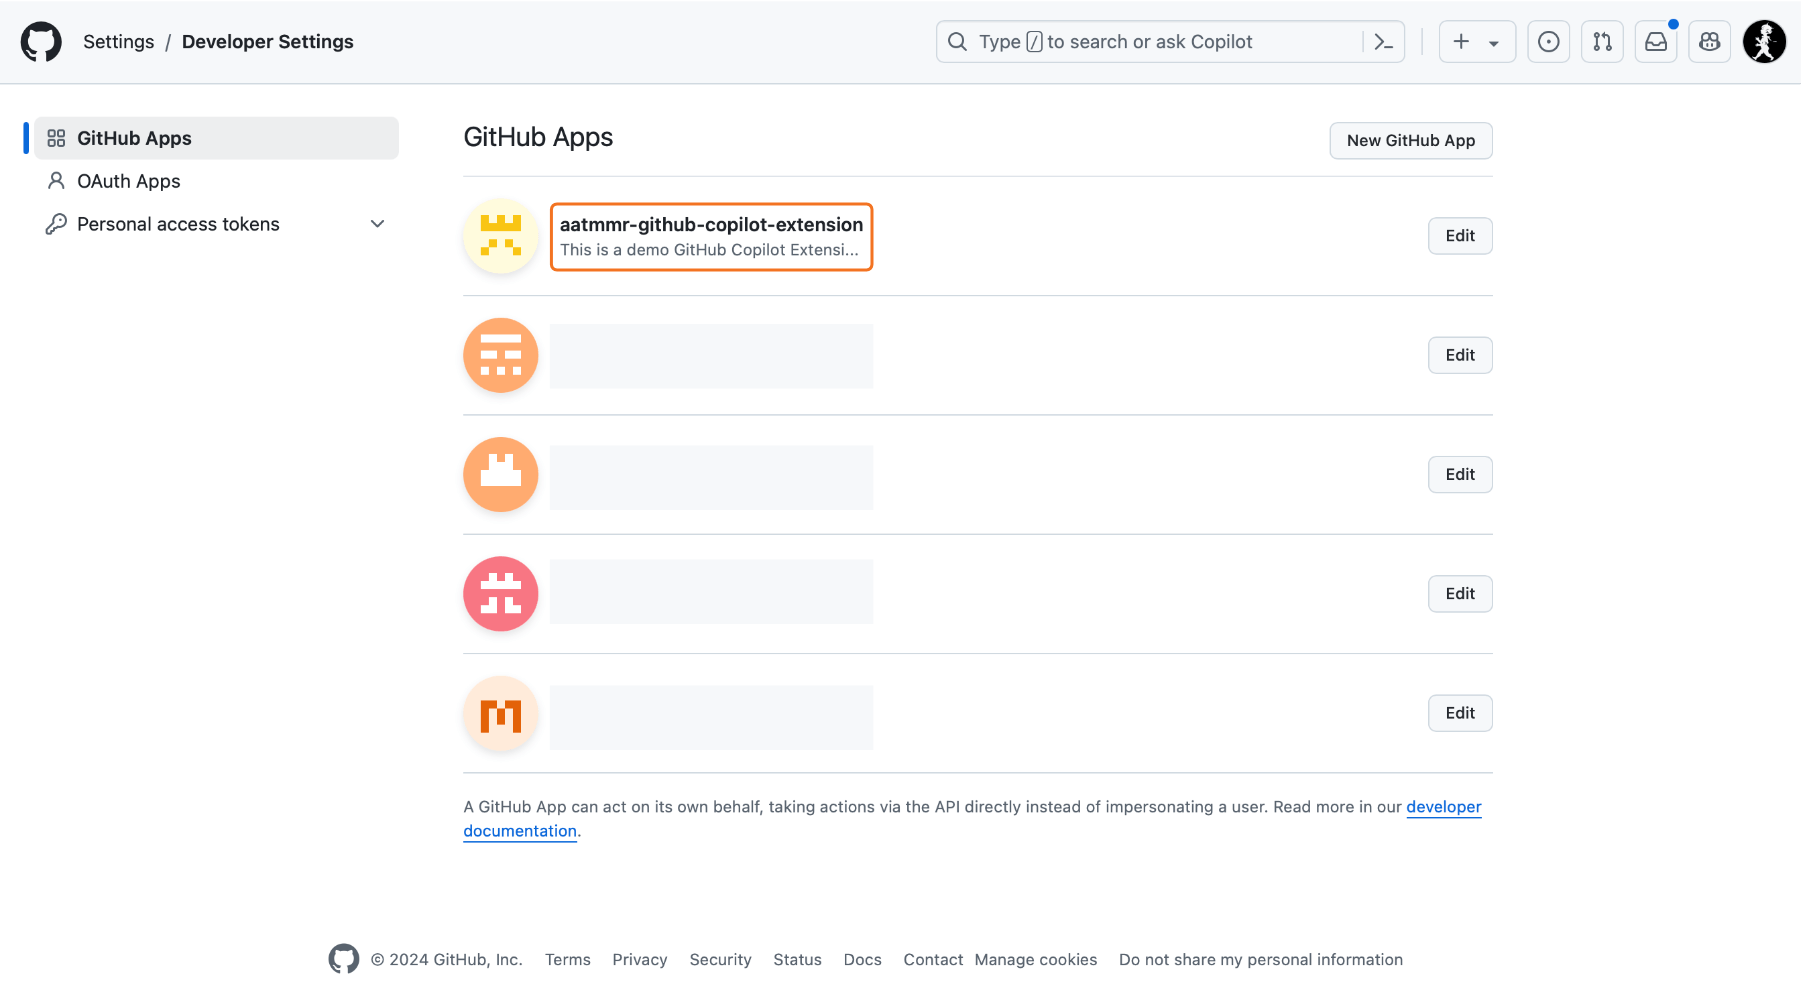 Settings / Developer Settings
Type / to search or ask Copilot
GitHub Apps
OAuth Apps
Personal access tokens
GitHub Apps
New GitHub App
aatmmr-github-copilot-extension
This is a demo GitHub Copilot Extensi...
Edit
Edit
Edit
Edit
Edit
A GitHub App can act on its own behalf, taking actions via the API directly instead of impersonating a user. Read more in our developer
documentation.
© 2024 GitHub, Inc. Terms Privacy Security Status Docs Contact Manage cookies Do not share my personal information